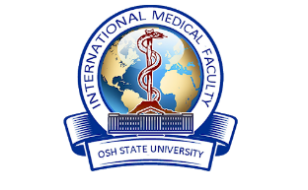 INTERNATIONAL MEDICAL FACULTY
OSH STATE UNIVERSITY